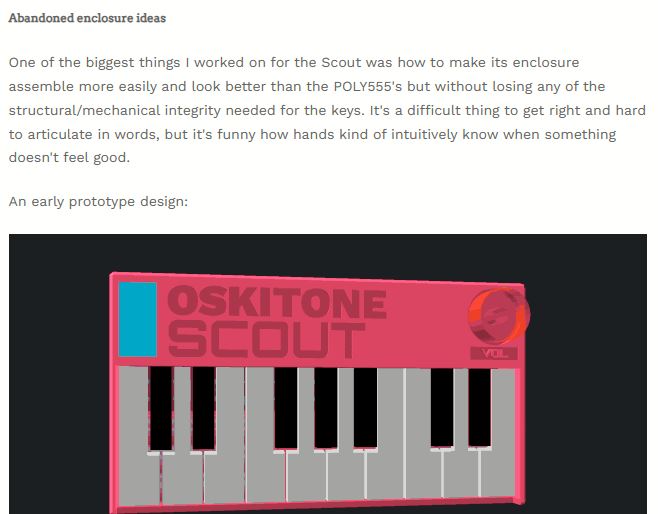 Abandoned enclosure ideas
One of the biggest things I worked on for the Scout was how to make its enclosure
assemble more easily and look better than the POLY555's but without losing any of the
structural/mechanical integrity needed for the keys. It's a difficult thing to get right and hard
to articulate in words, but it's funny how hands kind of intuitively know when something
doesn't feel good.
An early prototype design:
OSKITONE
SCOUT
VOL